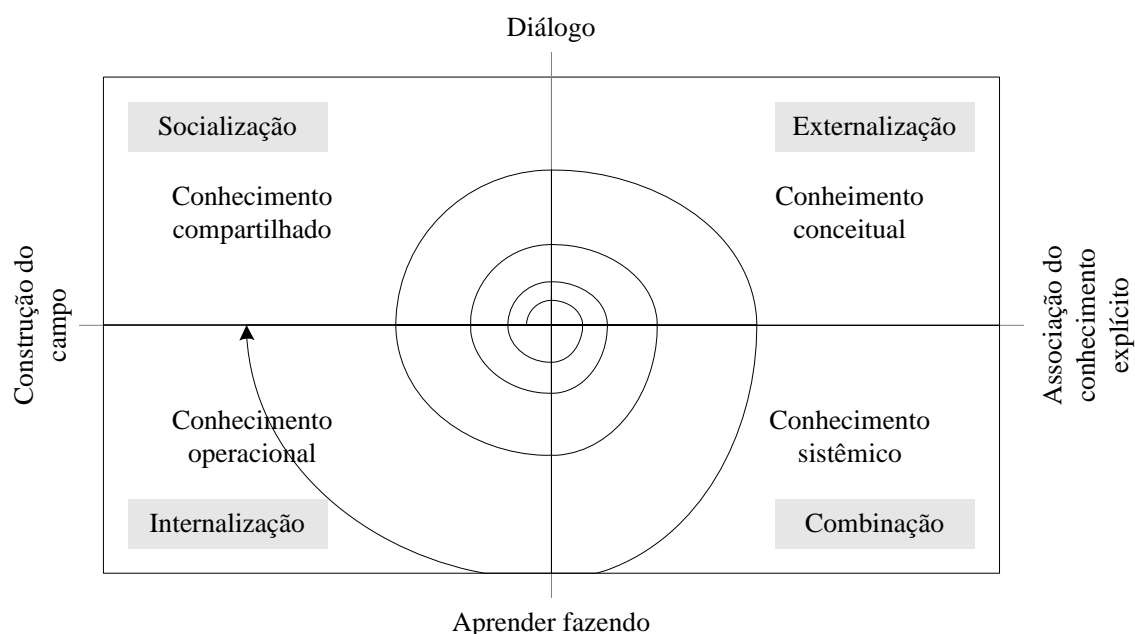 Diálogo
Socialização
Externalização
Conhecimento
compartilhado
Conheimento
conceitual
Construção do
campo
Associação do
conhecimento
explícito
Conhecimento
operacional
Conhecimento
sistêmico
Internalização
Combinação
Aprender fazendo